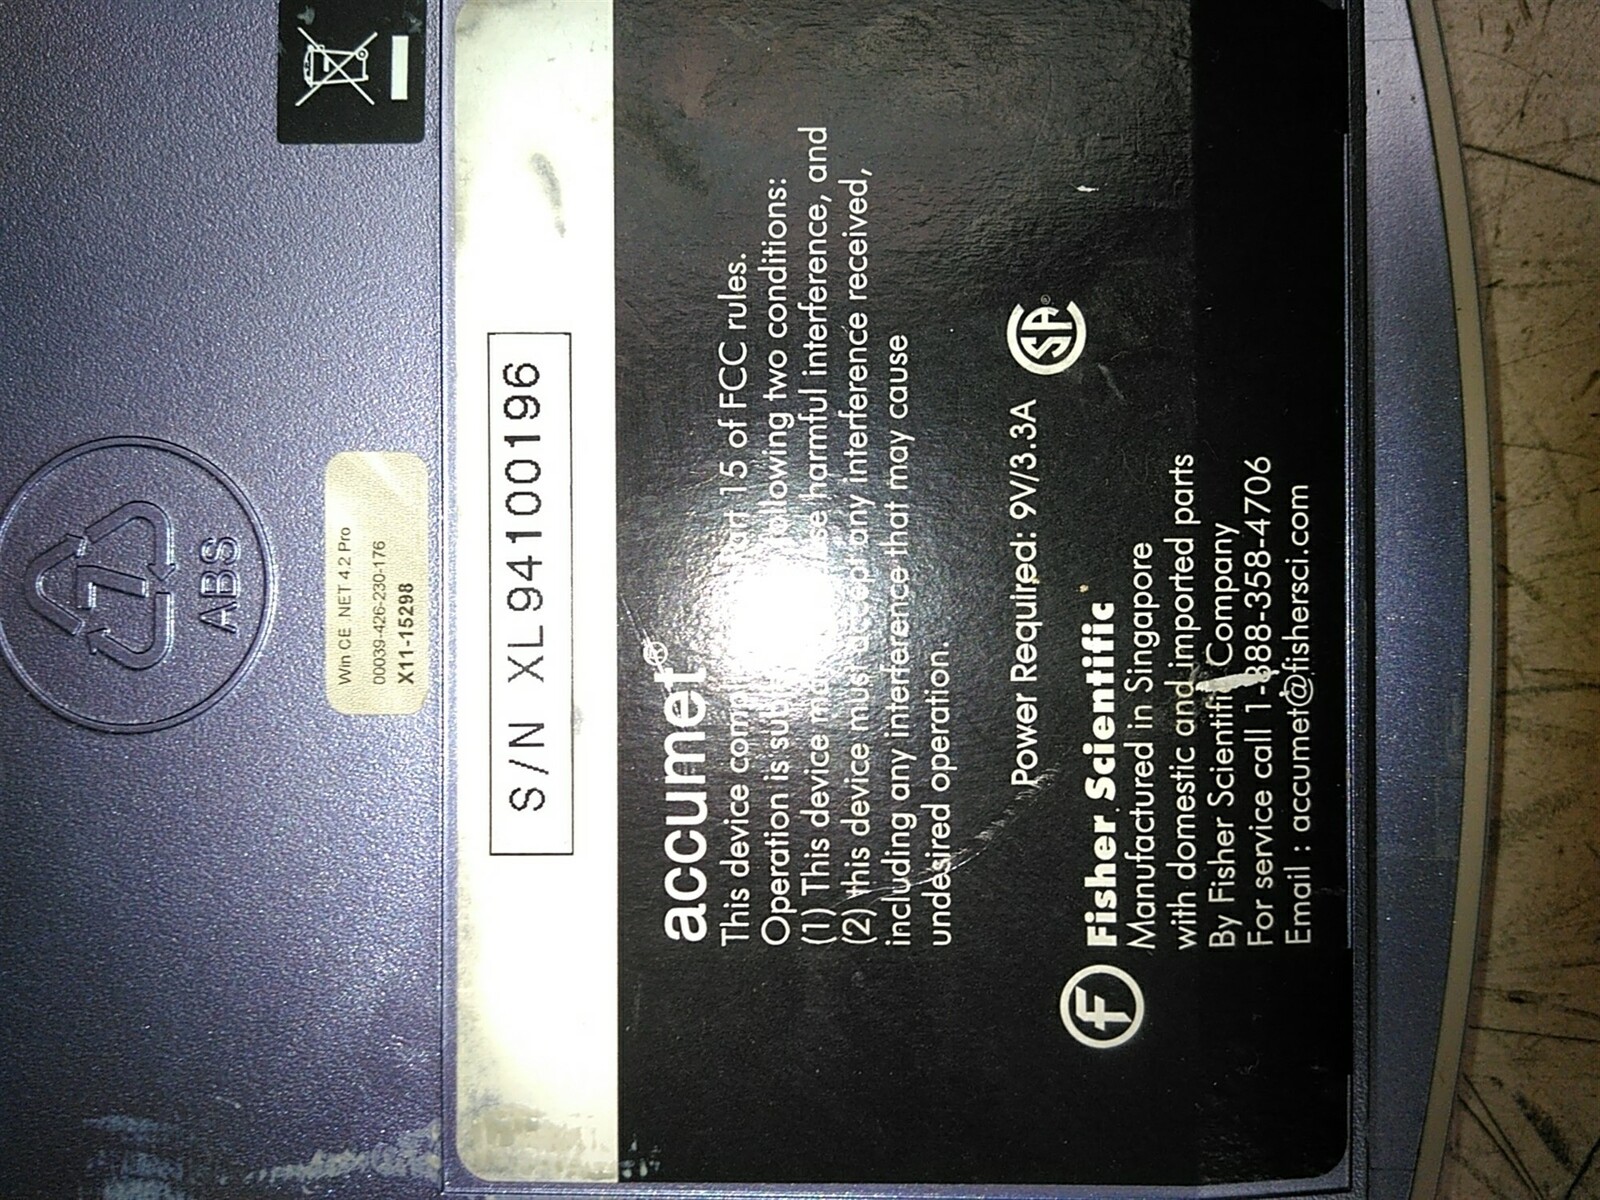 7
ABS
Win CE NET 4.2 Pro
00039-426-230-176
X11-15298
S/N XL94100196
accumet®
This device com 15 of FCC rules.
Operation is two conditions:
(1) This device harmful interference, and
(2) this device must accept any interference received,
including any interference that may cause
undesired operation.
Power Required: 9V/3.3A
SA®
F Fisher Scientific
Manufactured in Singapore
with domestic and imported parts
By Fisher Scientific Company
For service call 1-888-358-4706
Email : accumet@fishersci.com